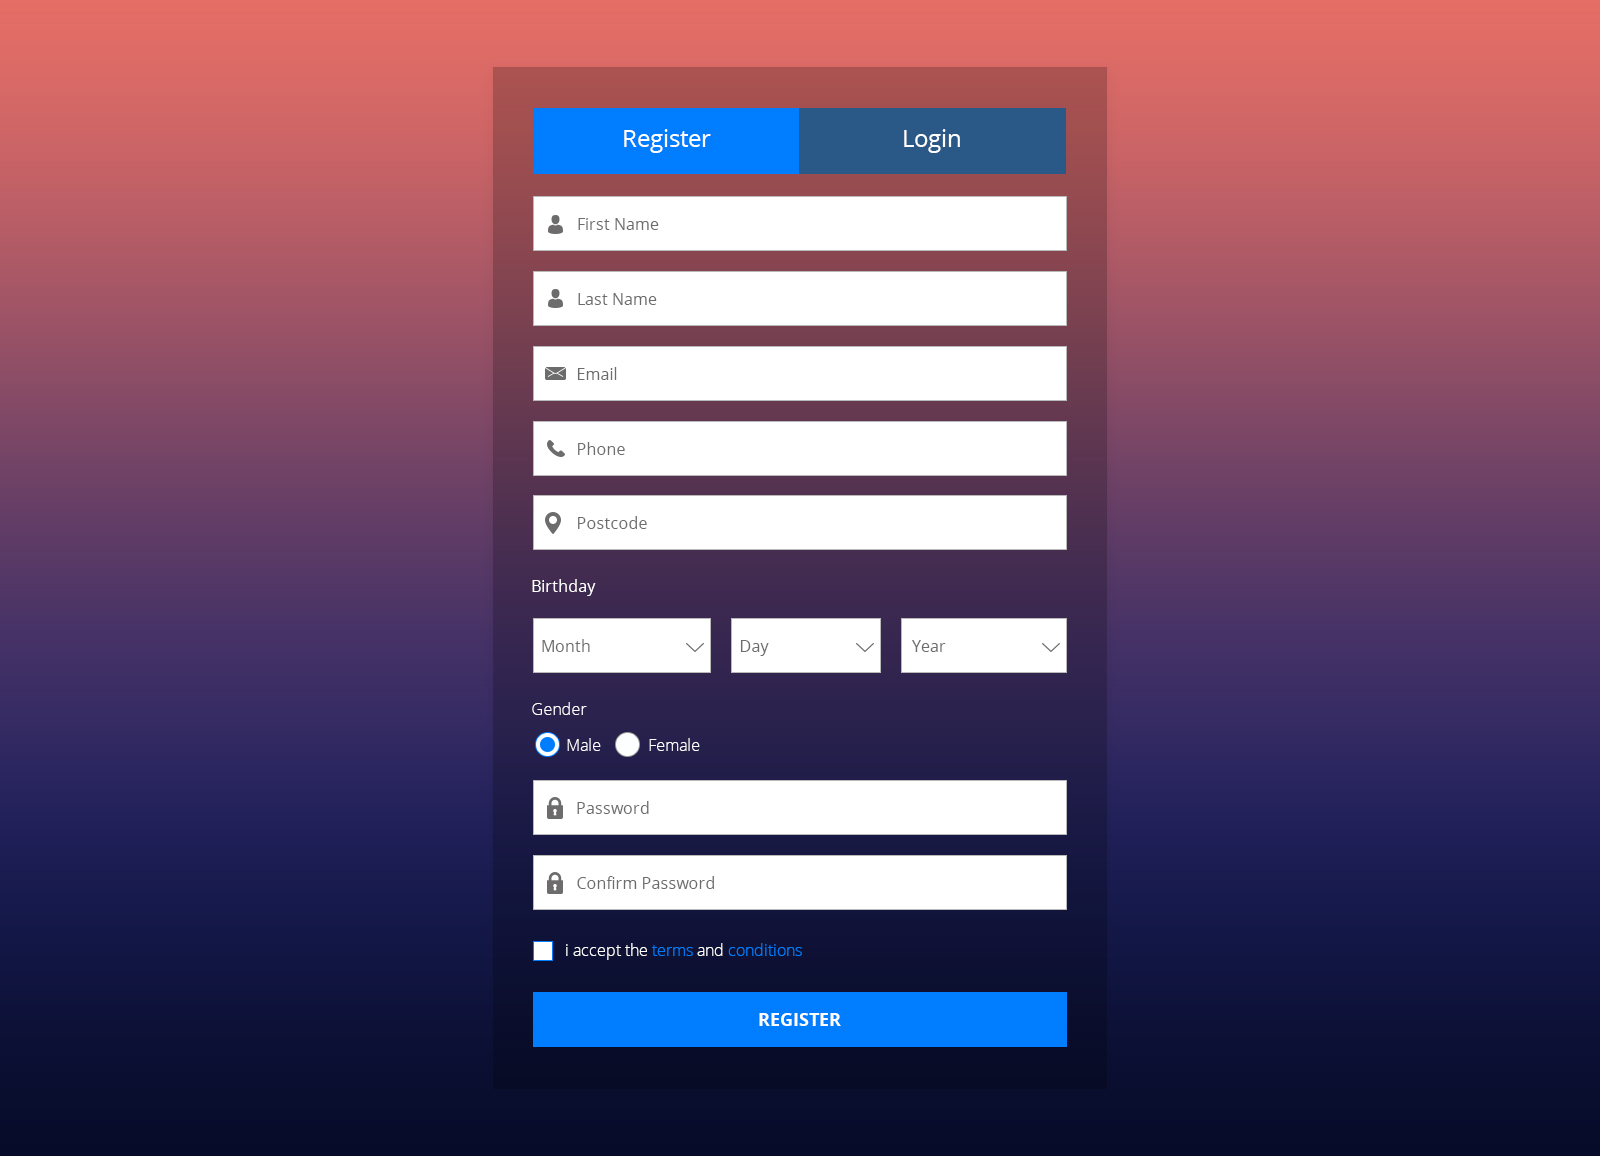 Register Login
First Name
Last Name
Email
Phone
Postcode
Birthday
Month Day Year
Gender
Male Female
Password
Confirm Password
i accept the terms and conditions
REGISTER